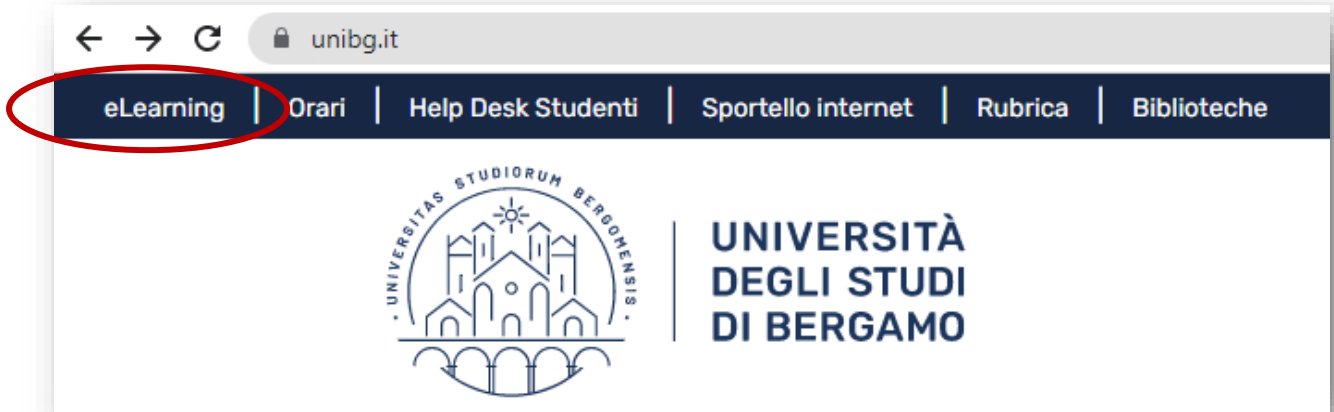 unibg.it
eLearning | Orari | Help Desk Studenti | Sportello internet | Rubrica | Biblioteche
· UNIVERSITAS STUDIORUM BERGOMENSIS ·
UNIVERSITÀ
DEGLI STUDI
DI BERGAMO